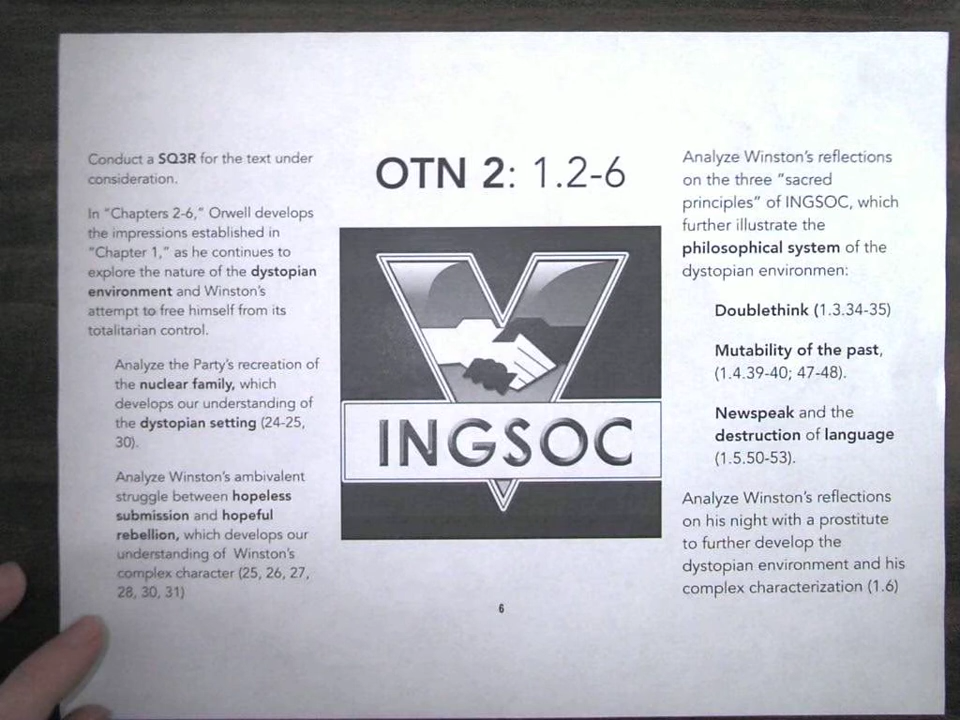 Conduct a SQ3R for the text under
consideration.
In "Chapters 2-6," Orwell develops
the impressions established in
"Chapter 1," as he continues to
explore the nature of the dystopian
environment and Winston's
attempt to free himself from its
totalitarian control.
Analyze the Party's recreation of
the nuclear family, which
develops our understanding of
the dystopian setting (24-25,
30).
Analyze Winston's ambivalent
struggle between hopeless
submission and hopeful
rebellion, which develops our
understanding of Winston's
complex character (25, 26, 27,
28, 30, 31)
OTN 2: 1.2-6
INGSOC
6
Analyze Winston's reflections
on the three "sacred
principles" of INGSOC, which
further illustrate the
philosophical system of the
dystopian environmen:
Doublethink (1.3.34-35)
Mutability of the past,
(1.4.39-40; 47-48).
Newspeak and the
destruction of language
(1.5.50-53).
Analyze Winston's reflections
on his night with a prostitute
to further develop the
dystopian environment and his
complex characterization (1.6)